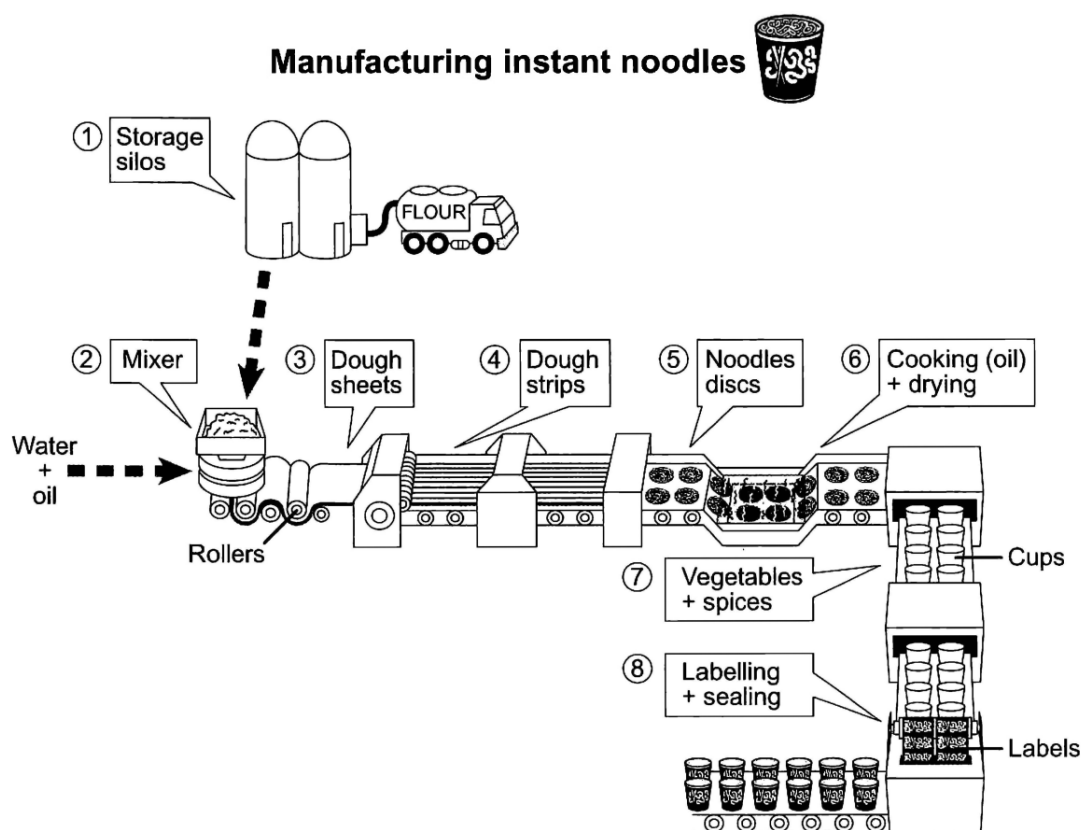 Manufacturing instant noodles
1 Storage
silos
FLOUR
2 Mixer
3 Dough
sheets
4 Dough
strips
5 Noodles
discs
6 Cooking (oil)
+ drying
Water
+
oil
Rollers
Cups
7 Vegetables
+ spices
8 Labelling
+ sealing
Labels